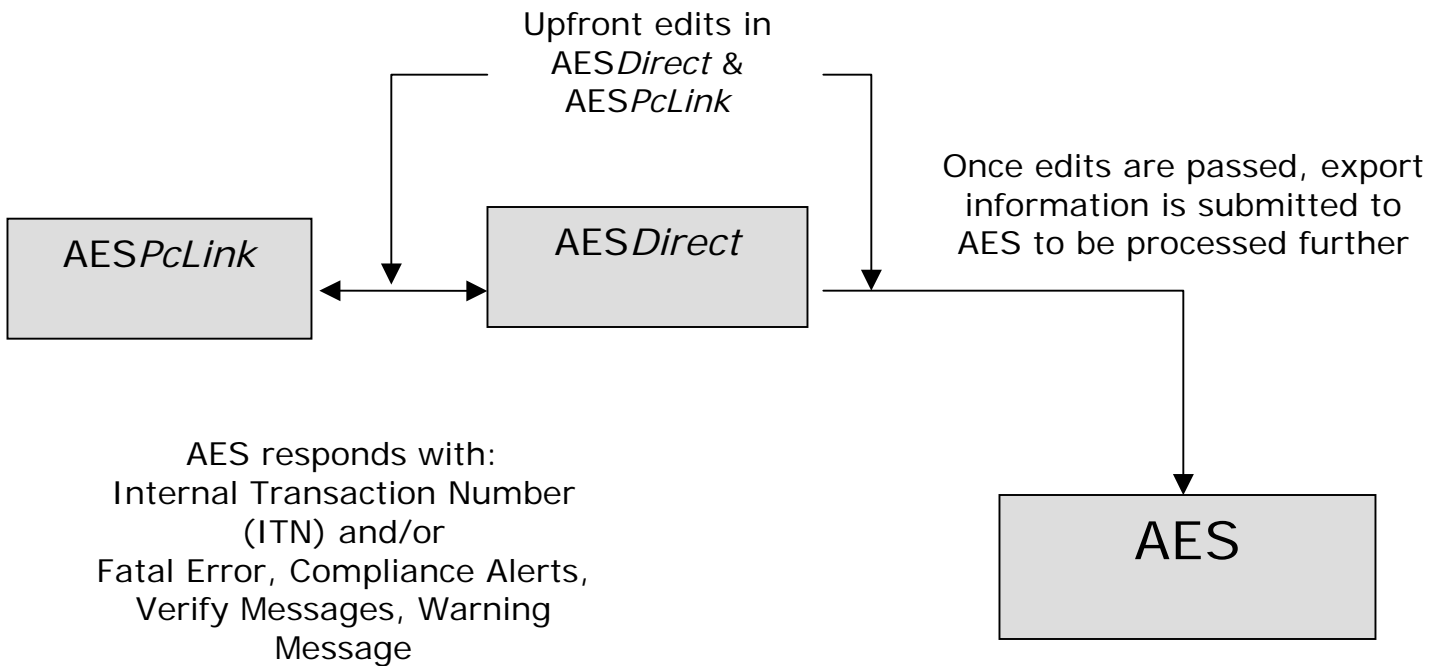 Upfront edits in
AESDirect &
AESPcLink
Once edits are passed, export
information is submitted to
AES to be processed further
AESPcLink
AESDirect
AES responds with:
Internal Transaction Number
(ITN) and/or
Fatal Error, Compliance Alerts,
Verify Messages, Warning
Message
AES